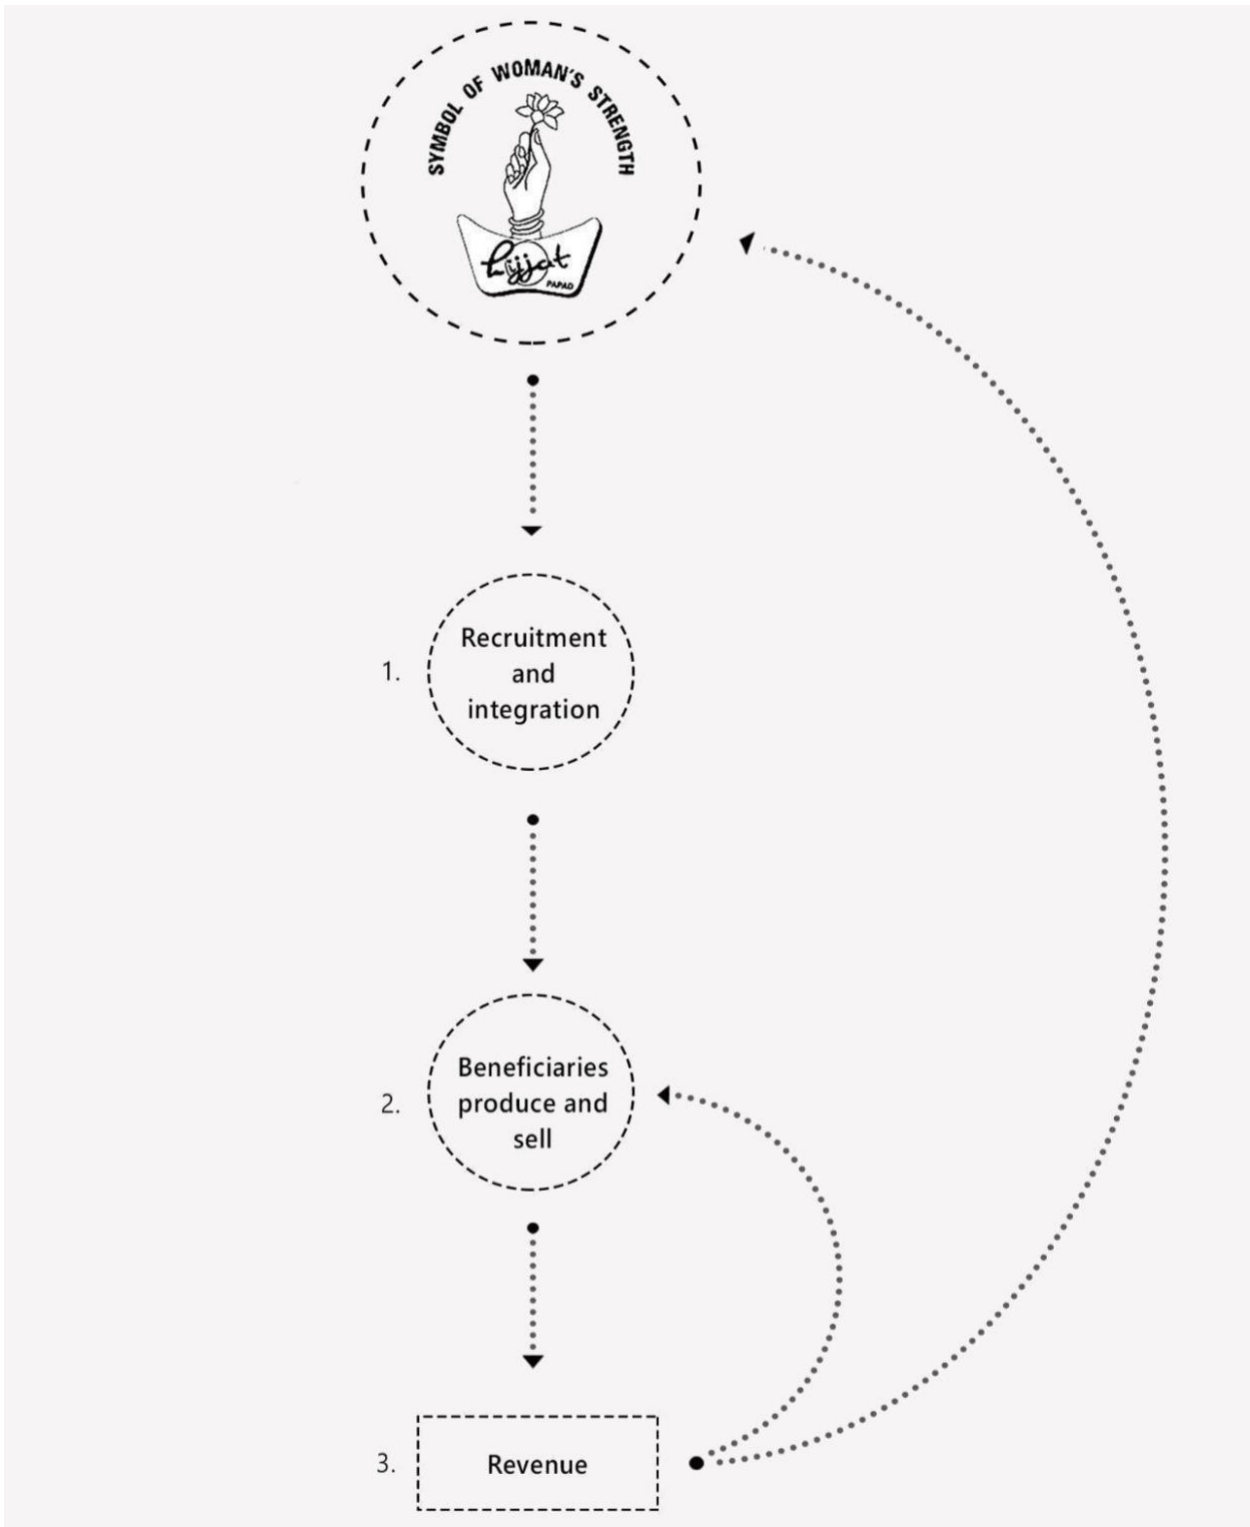 SYMBOL OF WOMAN'S STRENGTH
Lijjat
PAPAD
1.
Recruitment
and
integration
2.
Beneficiaries
produce and
sell
3.
Revenue